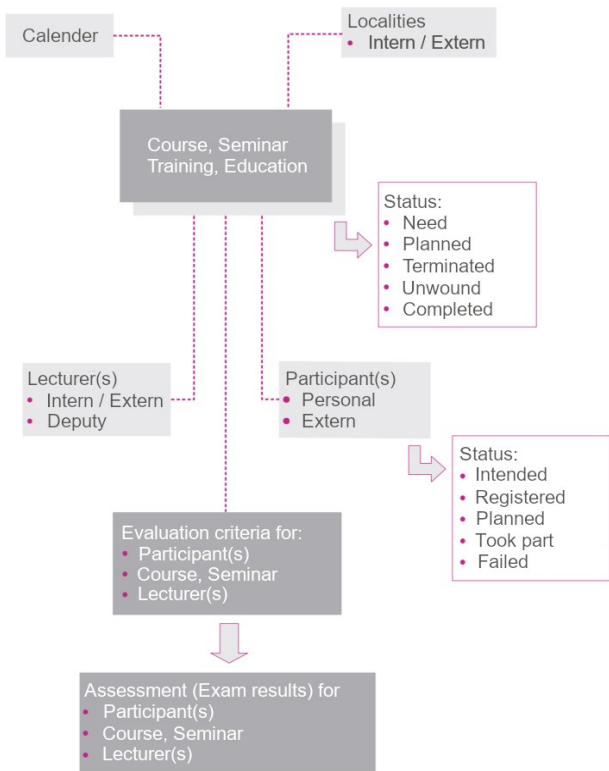 Calender
Localities
• Intern / Extern
Course, Seminar
Training, Education
Status:
• Need
• Planned
• Terminated
• Unwound
• Completed
Lecturer(s)
• Intern / Extern
• Deputy
Participant(s)
• Personal
• Extern
Status:
• Intended
• Registered
• Planned
• Took part
• Failed
Evaluation criteria for:
• Participant(s)
• Course, Seminar
• Lecturer(s)
Assessment (Exam results) for
• Participant(s)
• Course, Seminar
• Lecturer(s)